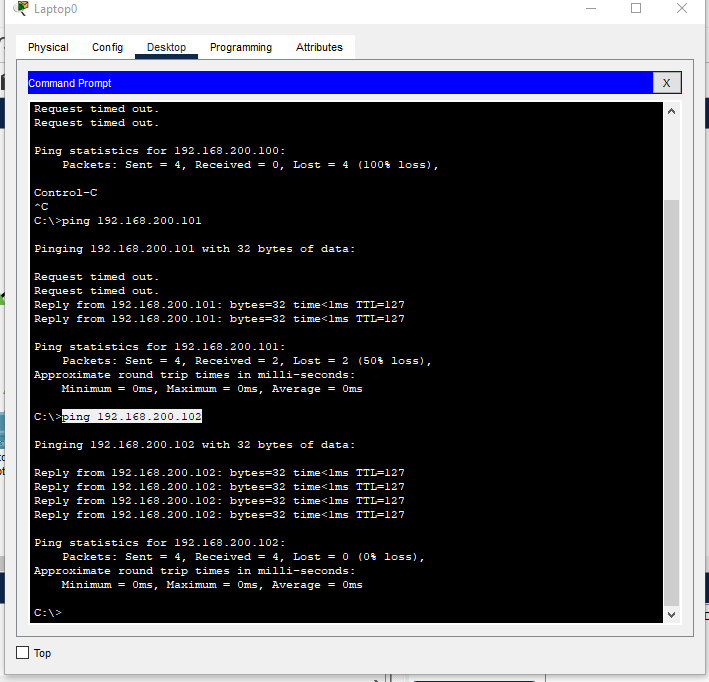 Laptop0
Physical Config Desktop Programming Attributes
Command Prompt
X
Request timed out.
Request timed out.
Ping statistics for 192.168.200.100:
Packets: Sent = 4, Received = 0, Lost = 4 (100% loss),
Control-C
^C
C:\>ping 192.168.200.101
Pinging 192.168.200.101 with 32 bytes of data:
Request timed out.
Request timed out.
Reply from 192.168.200.101: bytes=32 time<1ms TTL=127
Reply from 192.168.200.101: bytes=32 time<1ms TTL=127
Ping statistics for 192.168.200.101:
Packets: Sent = 4, Received = 2, Lost = 2 (50% loss),
Approximate round trip times in milli-seconds:
Minimum = 0ms, Maximum = 0ms, Average = 0ms
C:\>ping 192.168.200.102
Pinging 192.168.200.102 with 32 bytes of data:
Reply from 192.168.200.102: bytes=32 time<1ms TTL=127
Reply from 192.168.200.102: bytes=32 time<1ms TTL=127
Reply from 192.168.200.102: bytes=32 time<1ms TTL=127
Reply from 192.168.200.102: bytes=32 time<1ms TTL=127
Ping statistics for 192.168.200.102:
Packets: Sent = 4, Received = 4, Lost = 0 (0% loss),
Approximate round trip times in milli-seconds:
Minimum = 0ms, Maximum = 0ms, Average = 0ms
C:\>
Top